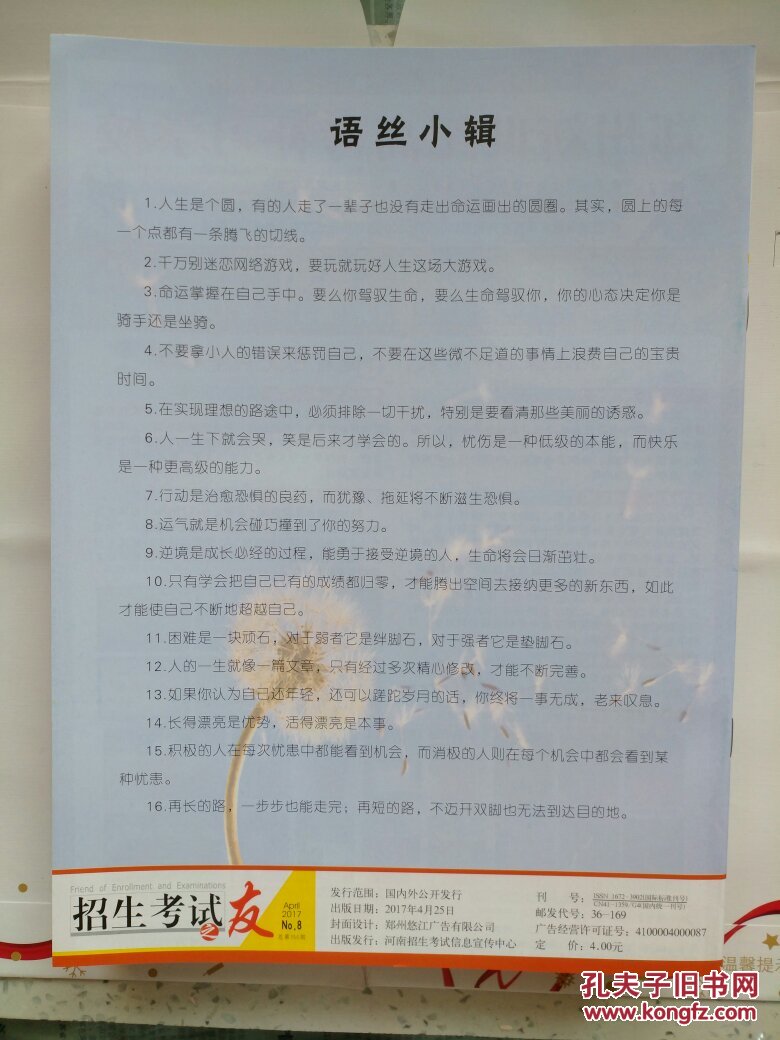 语丝小辑
1.人生是个圆，有的人走了一辈子也没有走出命运画出的圆圈。其实，圆上的每
一个点都有一条腾飞的切线。
2.千万别迷恋网络游戏，要玩就玩好人生这场大游戏。
3.命运掌握在自己手中。要么你驾驭生命，要么生命驾驭你，你的心态决定你是
骑手还是坐骑。
4.不要拿小人的错误来惩罚自己，不要在这些微不足道的事情上浪费自己的宝贵
时间。
5.在实现理想的路途中，必须排除一切干扰，特别是要看清那些美丽的诱惑。
6.人一生下就会哭，笑是后来才学会的。所以，忧伤是一种低级的本能，而快乐
是一种更高级的能力。
7.行动是治愈恐惧的良药，而犹豫、拖延将不断滋生恐惧。
8.运气就是机会碰巧撞到了你的努力。
9.逆境是成长必经的过程，能勇于接受逆境的人，生命将会日渐茁壮。
10.只有学会把自己已有的成绩都归零，才能腾出空间去接纳更多的新东西，如此
才能使自己不断地超越自己。
11.困难是一块顽石，对于弱者它是绊脚石，对于强者它是垫脚石。
12.人的一生就像一篇文章，只有经过多次精心修改，才能不断完善。
13.如果你认为自己还年轻，还可以蹉跎岁月的话，你终将一事无成，老来叹息。
14.长得漂亮是优势，活得漂亮是本事。
15.积极的人在每次忧患中都能看到机会，而消极的人则在每个机会中都会看到某
种忧患。
16.再长的路，一步步也能走完；再短的路，不迈开双脚也无法到达目的地。
Friend of Enrollment and Examinations
招生考试之友
April
2017
No.8
发行范围：国内外公开发行
出版日期：2017年4月25日
封面设计：郑州悠江广告有限公司
出版发行：河南招生考试信息宣传中心
刊 号：ISSN 1672-3902(国际标准刊号)
CN41-1359/G4(国内统一刊号)
邮发代号：36-169
广告经营许可证号：4100004000087
定 价：4.00元
温馨提
孔夫子旧书网
www.kongfz.com